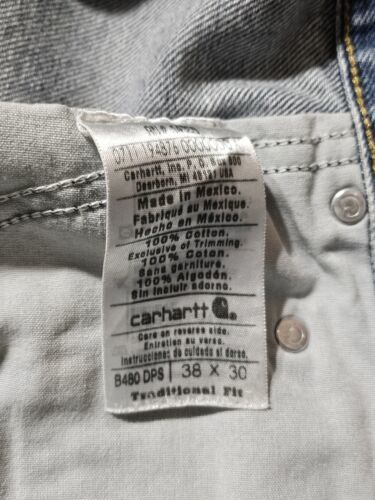 Carhartt, Inc. P.O. Box 600
Dearborn, MI 48121 USA
Made in Mexico.
Fabriqué au Mexique.
Hecho en México.
100% Cotton.
Exclusive of Trimming.
100% Coton.
Sans garniture.
100% Algodón.
Sin incluir adorno.
carhartt
Care on reverse side.
Entretien au verso.
Instrucciones de cuidado al dorso.
B480 DPS 38 X 30
Traditional Fit